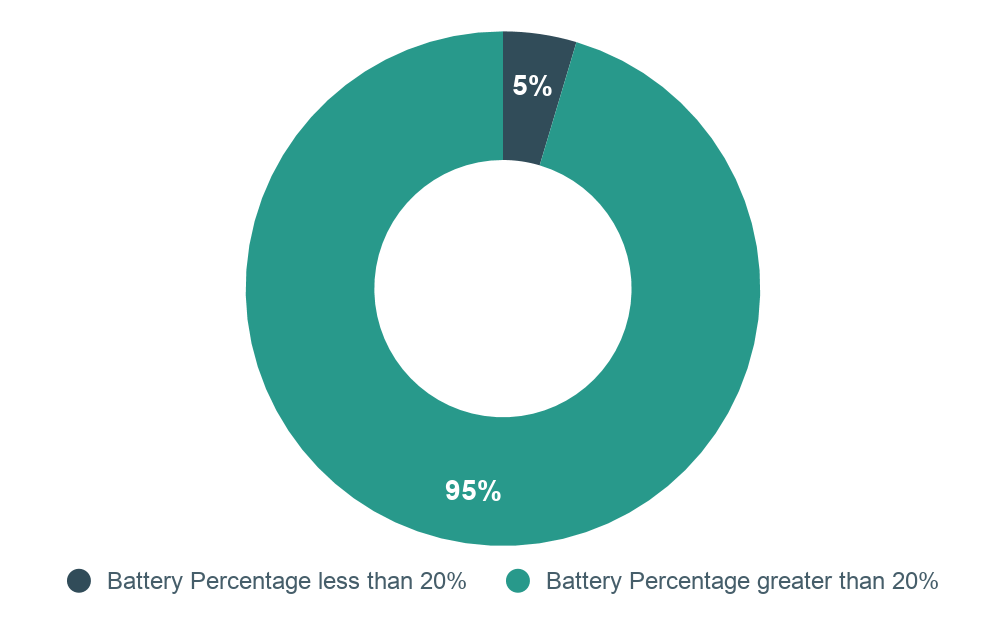 5%
95%
Battery Percentage less than 20%
Battery Percentage greater than 20%